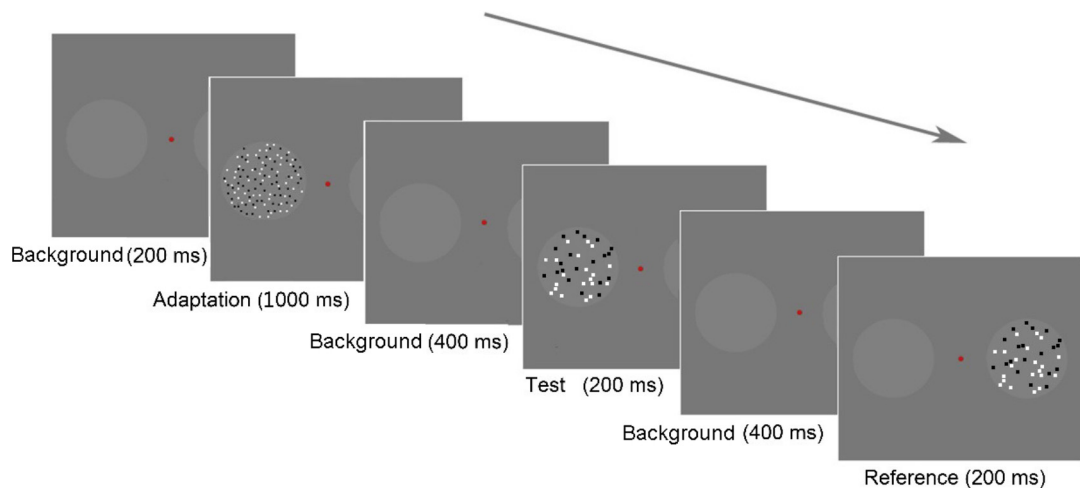 Background (200 ms)
Adaptation (1000 ms)
Background (400 ms)
Test (200 ms)
Background (400 ms)
Reference (200 ms)